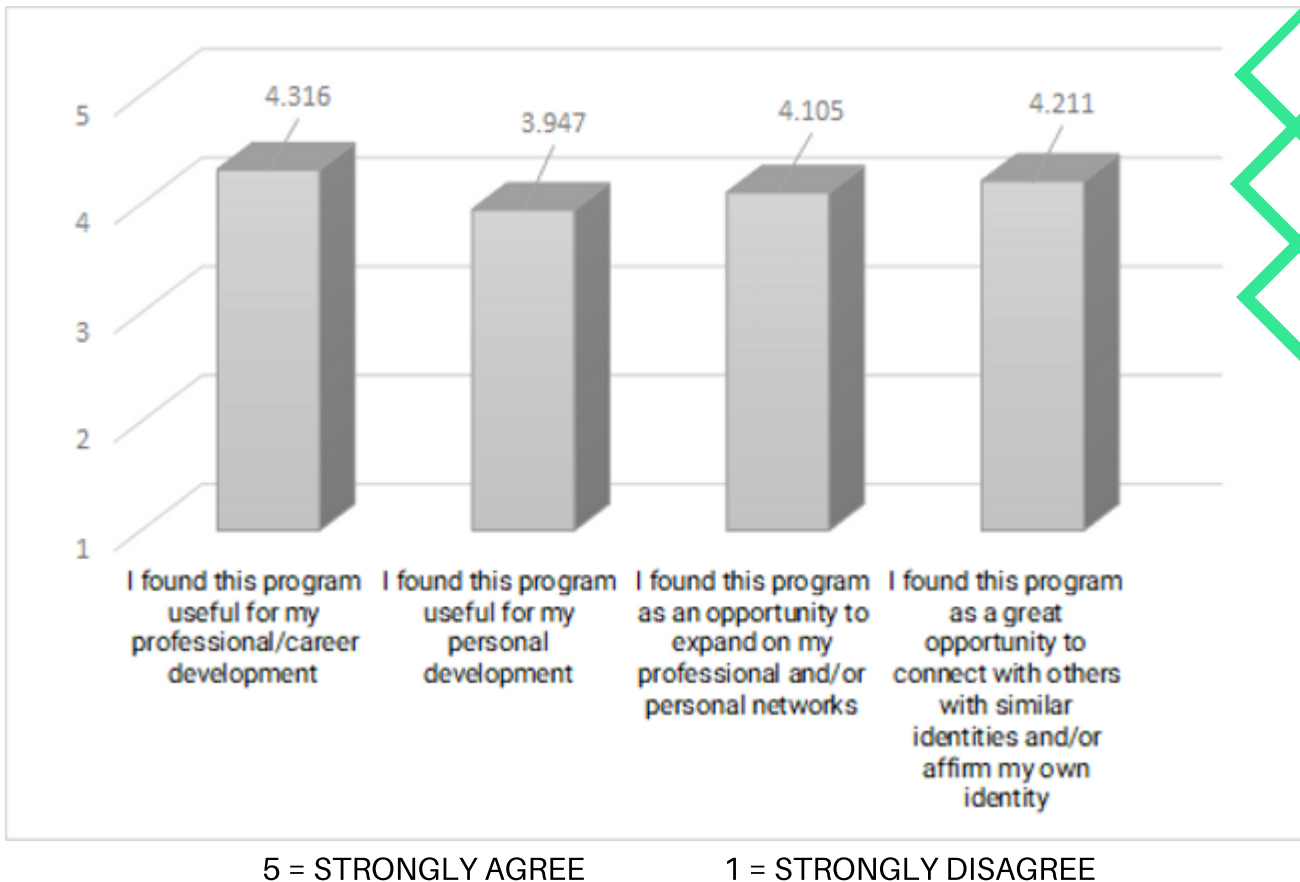 4.316
3.947
4.105
4.211
5
4
3
2
1
I found this program
useful for my
professional/career
development
I found this program
useful for my
personal
development
I found this program
as an opportunity to
expand on my
professional and/or
personal networks
I found this program
as a great
opportunity to
connect with others
with similar
identities and/or
affirm my own
identity
5 = STRONGLY AGREE
1 = STRONGLY DISAGREE